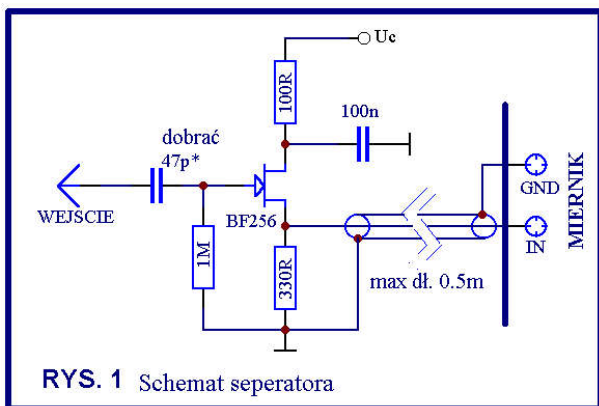 Uc
100R
100n
dobrać
47p*
WEJSCIE
BF256
1M
330R
GND
IN
MIERNIK
max dł. 0.5m
RYS. 1 Schemat seperatora